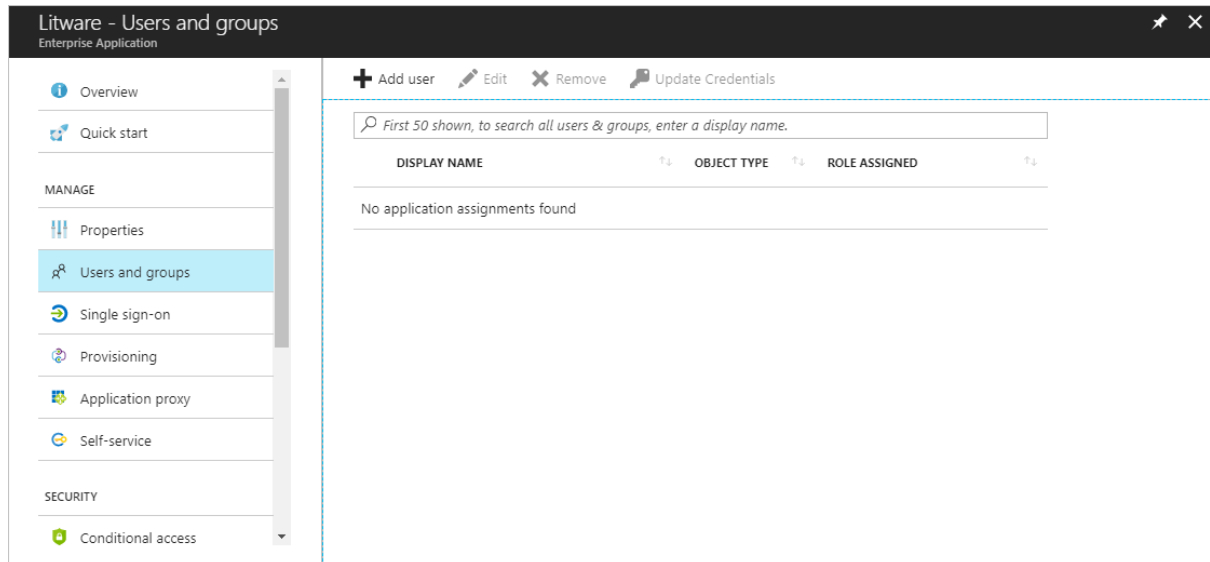 Litware - Users and groups
Enterprise Application
Overview
Quick start
MANAGE
Properties
Users and groups
Single sign-on
Provisioning
Application proxy
Self-service
SECURITY
Conditional access
Add user Edit Remove Update Credentials
First 50 shown, to search all users & groups, enter a display name.
DISPLAY NAME OBJECT TYPE ROLE ASSIGNED
No application assignments found